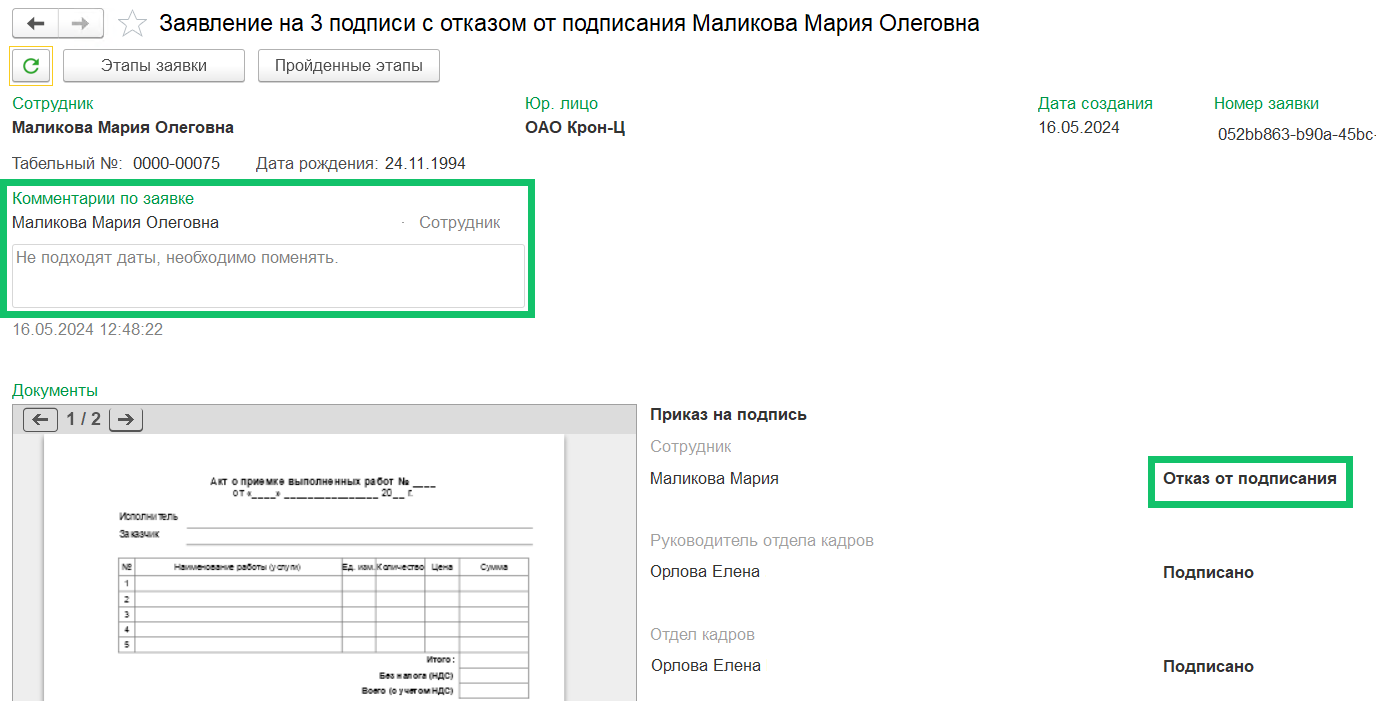 Заявление на 3 подписи с отказом от подписания Маликова Мария Олеговна
Этапы заявки Пройденные этапы
Сотрудник Юр. лицо Дата создания Номер заявки
Маликова Мария Олеговна ОАО Крон-Ц 16.05.2024 052bb863-b90a-45bc-
Табельный №: 0000-00075 Дата рождения: 24.11.1994
Комментарии по заявке
Маликова Мария Олеговна · Сотрудник
Не подходят даты, необходимо поменять.
16.05.2024 12:48:22
Документы
1 / 2
Акт о приемке выполненных работ № ____
от «____» ________________ 20__ г.
Исполнитель
Заказчик
№ Наименование работы (услуги) Ед. изм. Количество Цена Сумма
1
2
3
4
5
Итого:
Без налога (НДС)
Всего (с учетом НДС)
Приказ на подпись
Сотрудник
Маликова Мария Отказ от подписания
Руководитель отдела кадров
Орлова Елена Подписано
Отдел кадров
Орлова Елена Подписано